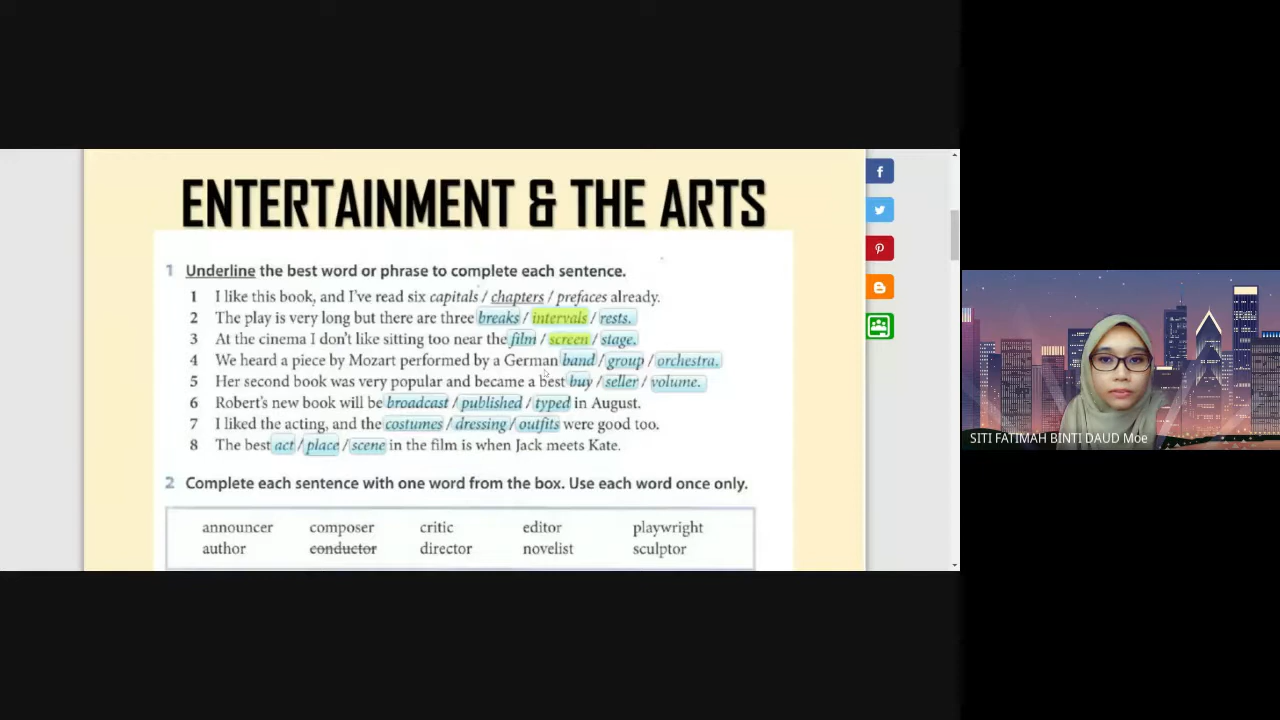 ENTERTAINMENT & THE ARTS
1 Underline the best word or phrase to complete each sentence.
1 I like this book, and I've read six capitals / chapters / prefaces already.
2 The play is very long but there are three breaks / intervals / rests.
3 At the cinema I don't like sitting too near the film / screen / stage.
4 We heard a piece by Mozart performed by a German band / group / orchestra.
5 Her second book was very popular and became a best buy / seller / volume.
6 Robert's new book will be broadcast / published / typed in August.
7 I liked the acting, and the costumes / dressing / outfits were good too.
8 The best act / place / scene in the film is when Jack meets Kate.
2 Complete each sentence with one word from the box. Use each word once only.
announcer composer critic editor playwright
author conductor director novelist sculptor
SITI FATIMAH BINTI DAUD Moe